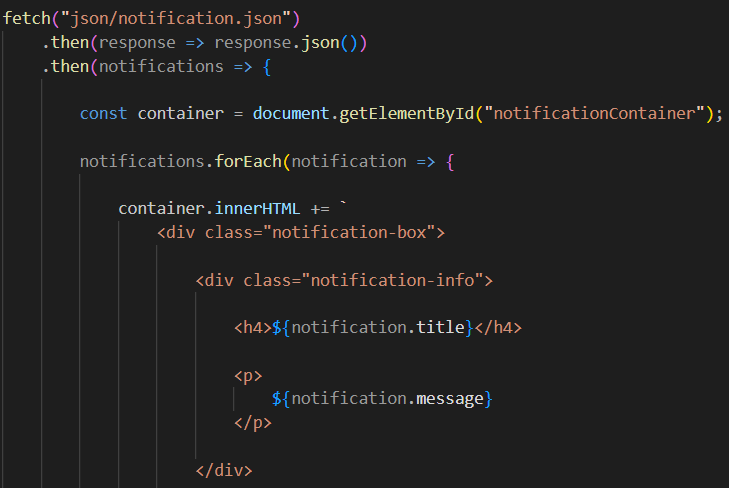 fetch("json/notification.json")
    .then(response => response.json())
    .then(notifications => {
        const container = document.getElementById("notificationContainer");
        notifications.forEach(notification => {
            container.innerHTML += `
                <div class="notification-box">
                    <div class="notification-info">
                        <h4>${notification.title}</h4>
                        <p>
                            ${notification.message}
                        </p>
                    </div>